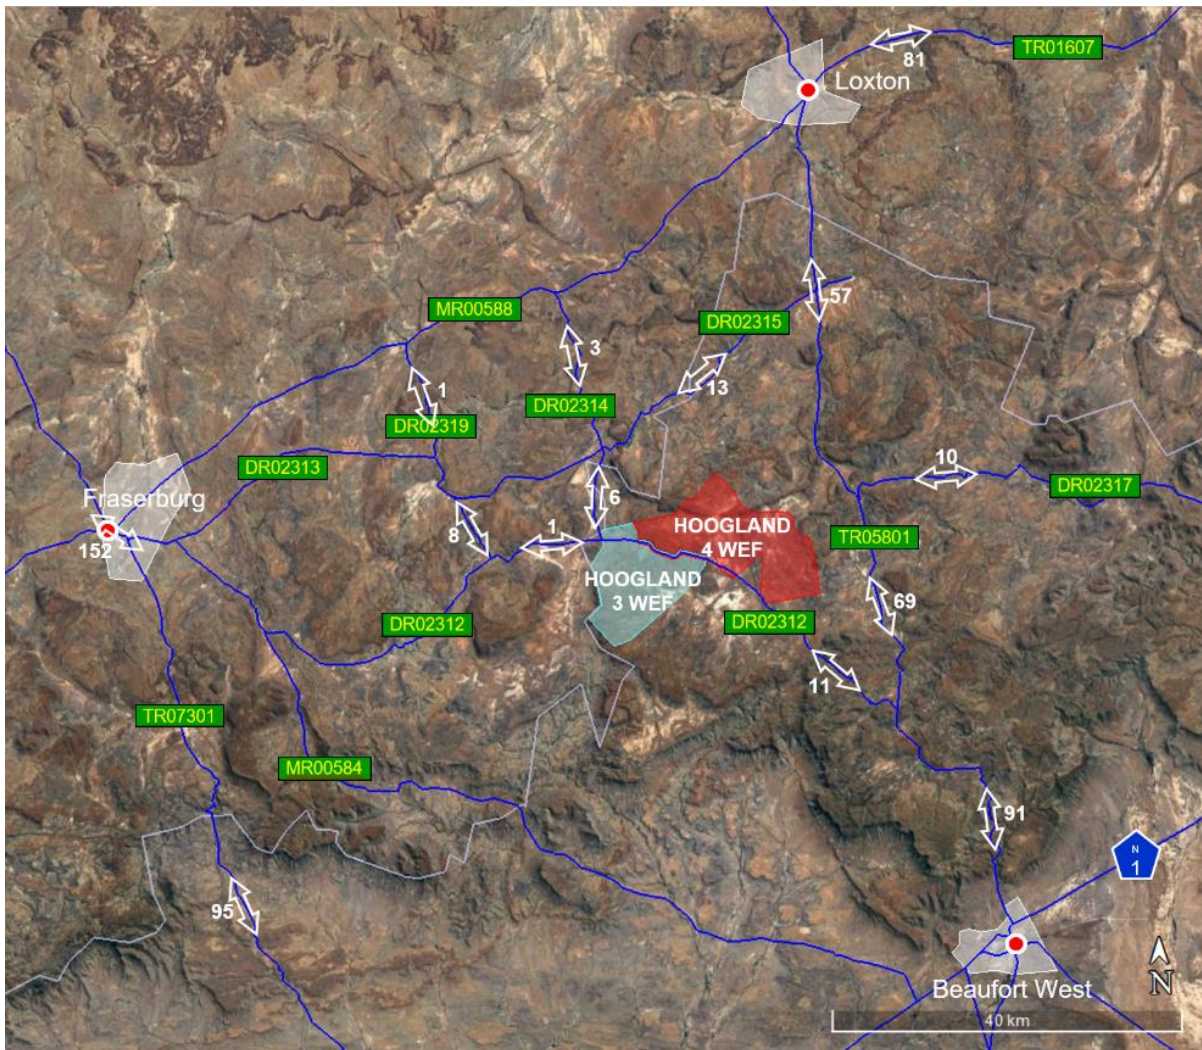 81
TR01607
Loxton
57
MR00588
DR02315
3
1
13
DR02314
DR02319
10
DR02313
DR02317
Fraserburg
6
HOOGLAND
4 WEF
152
8
1
TR05801
HOOGLAND
3 WEF
69
DR02312
DR02312
11
TR07301
MR00584
91
N
1
95
N
Beaufort West
40 km